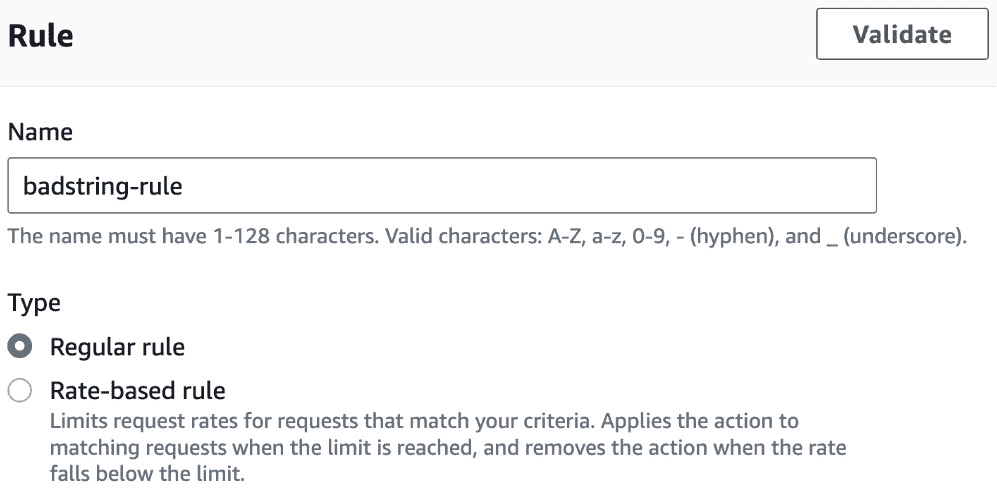 Rule
Validate
Name
badstring-rule
The name must have 1-128 characters. Valid characters: A-Z, a-z, 0-9, - (hyphen), and _ (underscore).
Type
Regular rule
Rate-based rule
Limits request rates for requests that match your criteria. Applies the action to
matching requests when the limit is reached, and removes the action when the rate
falls below the limit.